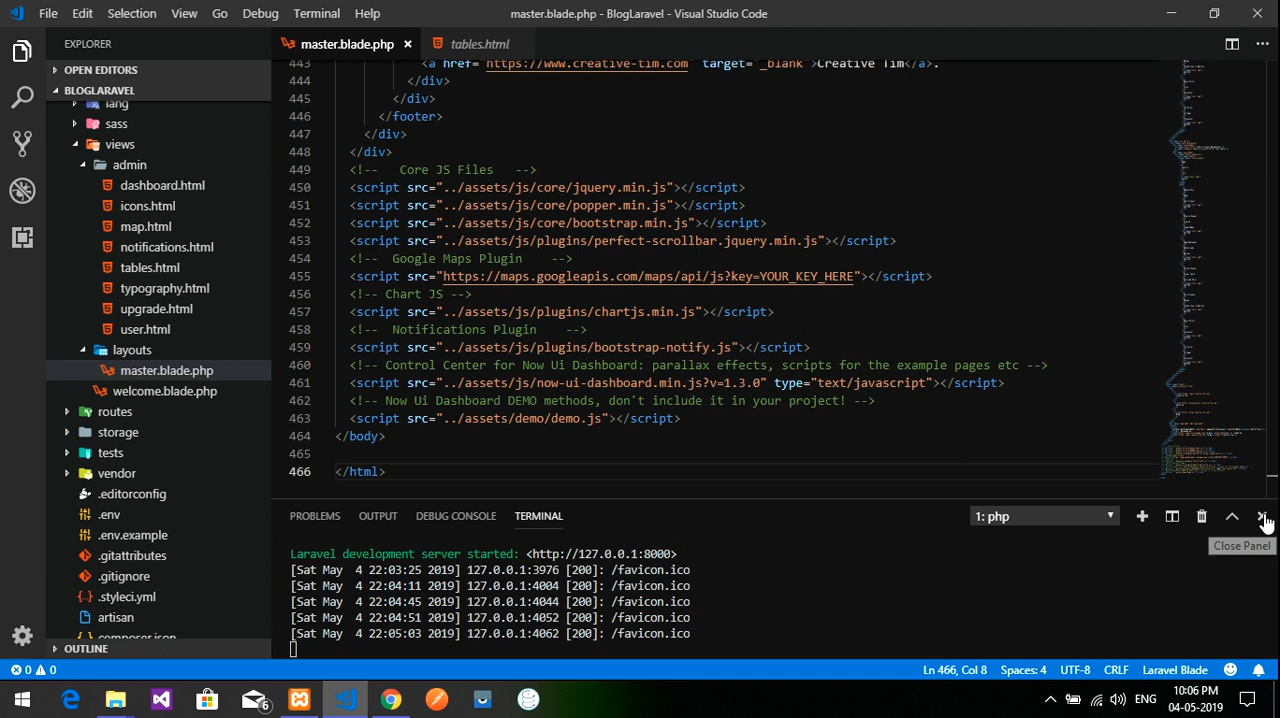 File Edit Selection View Go Debug Terminal Help
master.blade.php - BlogLaravel - Visual Studio Code
EXPLORER
OPEN EDITORS
BLOGLARAVEL
lang
sass
views
admin
dashboard.html
icons.html
map.html
notifications.html
tables.html
typography.html
upgrade.html
user.html
layouts
master.blade.php
welcome.blade.php
routes
storage
tests
vendor
.editorconfig
.env
.env.example
.gitattributes
.gitignore
.styleci.yml
artisan
composer.json
OUTLINE
master.blade.php
tables.html
443 <a href="https://www.creative-tim.com" target="_blank">Creative Tim</a>.
444 </div>
445 </div>
446 </footer>
447 </div>
448 </div>
449 <!--   Core JS Files   -->
450 <script src="../assets/js/core/jquery.min.js"></script>
451 <script src="../assets/js/core/popper.min.js"></script>
452 <script src="../assets/js/core/bootstrap.min.js"></script>
453 <script src="../assets/js/plugins/perfect-scrollbar.jquery.min.js"></script>
454 <!--  Google Maps Plugin    -->
455 <script src="https://maps.googleapis.com/maps/api/js?key=YOUR_KEY_HERE"></script>
456 <!-- Chart JS -->
457 <script src="../assets/js/plugins/chartjs.min.js"></script>
458 <!--  Notifications Plugin    -->
459 <script src="../assets/js/plugins/bootstrap-notify.js"></script>
460 <!-- Control Center for Now Ui Dashboard: parallax effects, scripts for the example pages etc -->
461 <script src="../assets/js/now-ui-dashboard.min.js?v=1.3.0" type="text/javascript"></script>
462 <!-- Now Ui Dashboard DEMO methods, don't include it in your project! -->
463 <script src="../assets/demo/demo.js"></script>
464 </body>
465
466 </html>
PROBLEMS OUTPUT DEBUG CONSOLE TERMINAL
1: php
Close Panel
Laravel development server started: <http://127.0.0.1:8000>
[Sat May  4 22:03:25 2019] 127.0.0.1:3976 [200]: /favicon.ico
[Sat May  4 22:04:11 2019] 127.0.0.1:4004 [200]: /favicon.ico
[Sat May  4 22:04:45 2019] 127.0.0.1:4044 [200]: /favicon.ico
[Sat May  4 22:04:51 2019] 127.0.0.1:4052 [200]: /favicon.ico
[Sat May  4 22:05:03 2019] 127.0.0.1:4062 [200]: /favicon.ico
0 0
Ln 466, Col 8 Spaces: 4 UTF-8 CRLF Laravel Blade
6
ENG
10:06 PM
04-05-2019